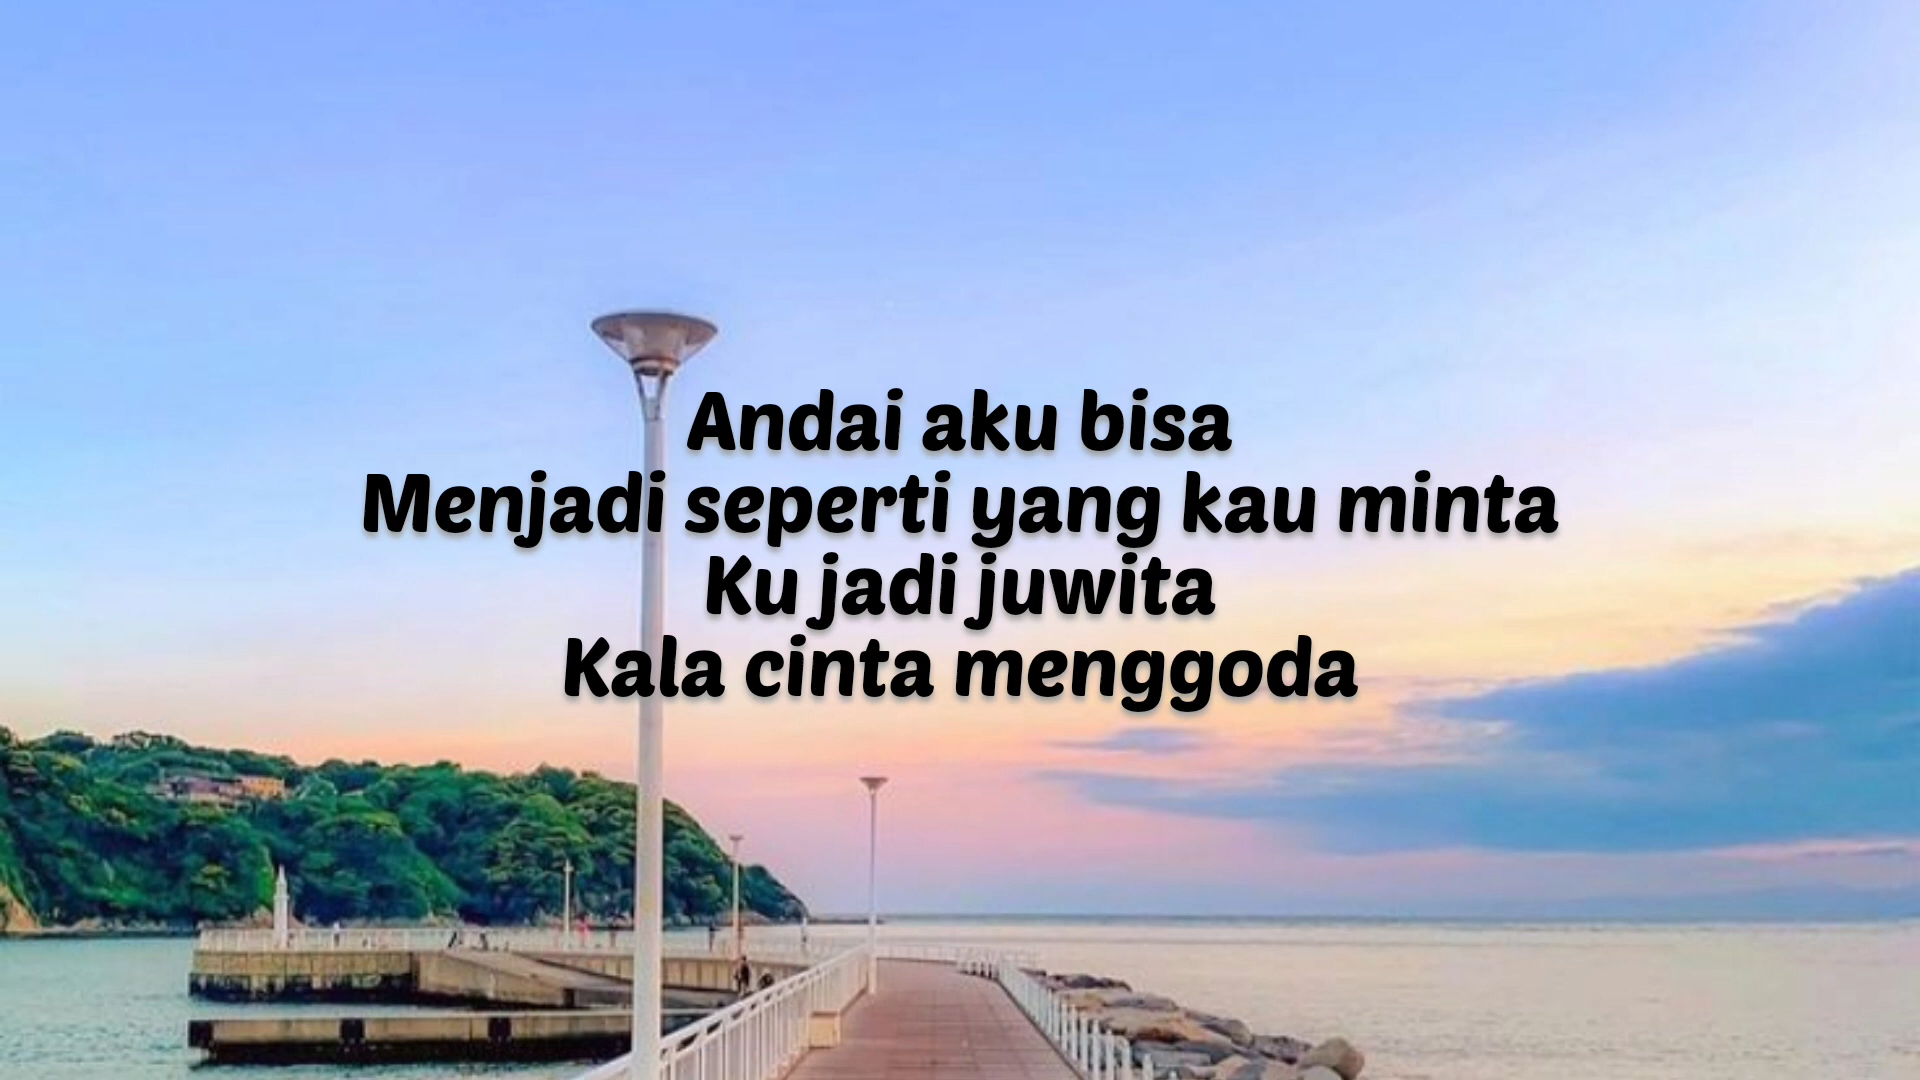 Andai aku bisa
Menjadi seperti yang kau minta
Ku jadi juwita
Kala cinta menggoda